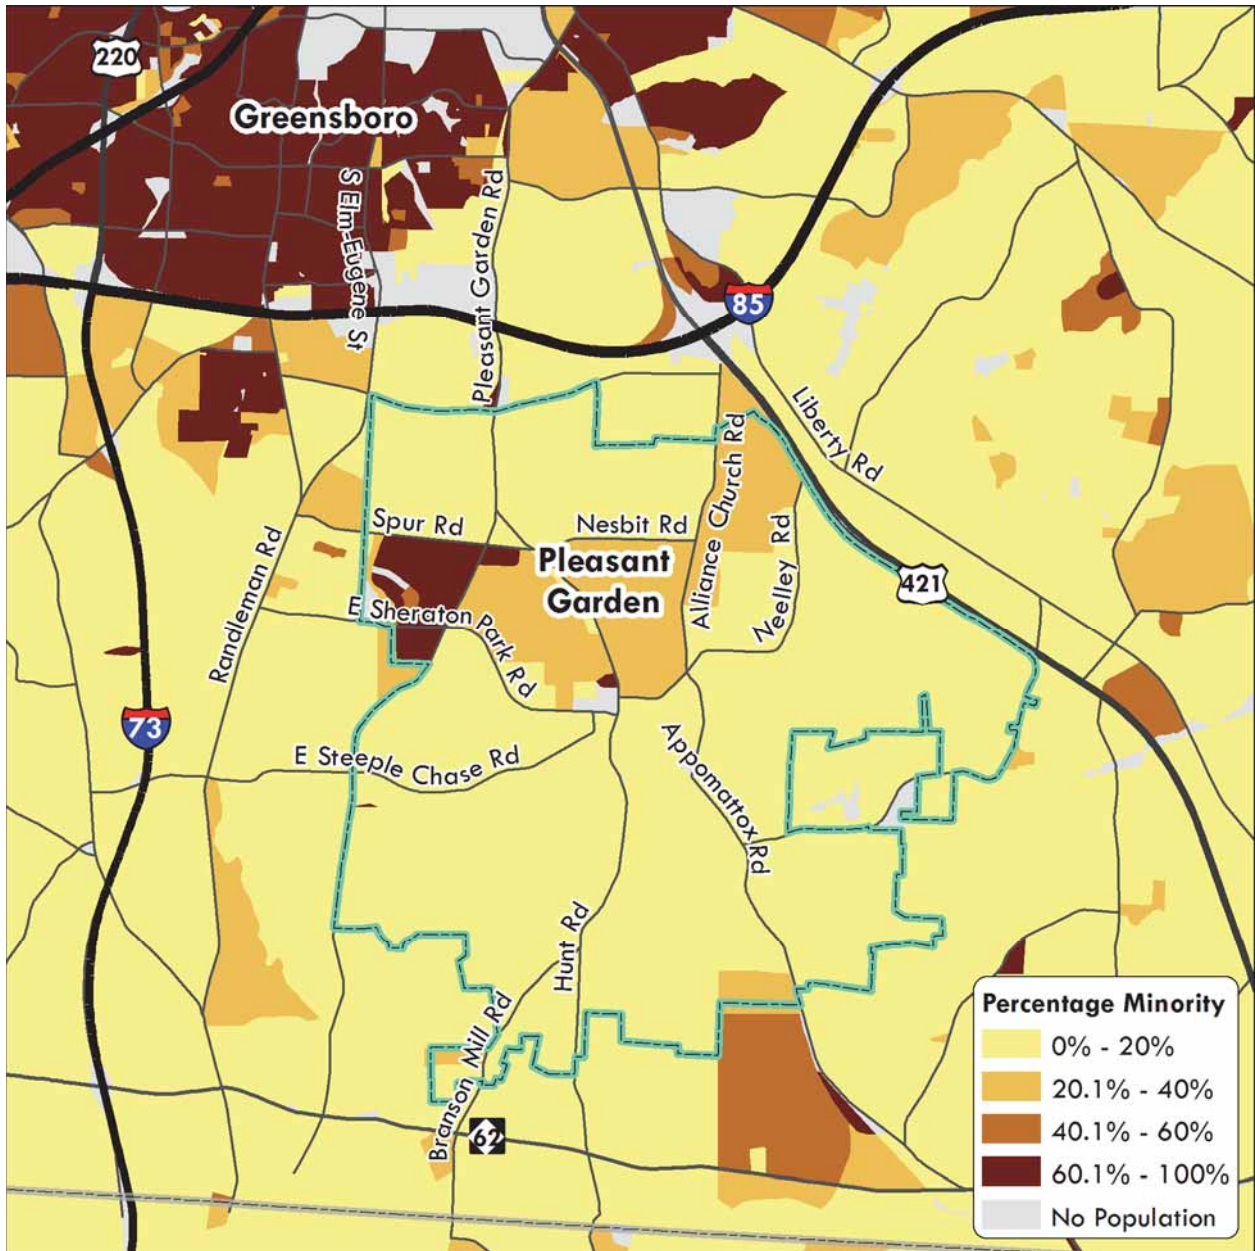 220
Greensboro
S Elm-Eugene St
Pleasant Garden Rd
85
Liberty Rd
Alliance Church Rd
Spur Rd
Nesbit Rd
Pleasant
Garden
Neelley Rd
421
Randleman Rd
E Sheraton Park Rd
73
E Steeple Chase Rd
Appomattox Rd
Hunt Rd
Branson Mill Rd
62
Percentage Minority
0% - 20%
20.1% - 40%
40.1% - 60%
60.1% - 100%
No Population